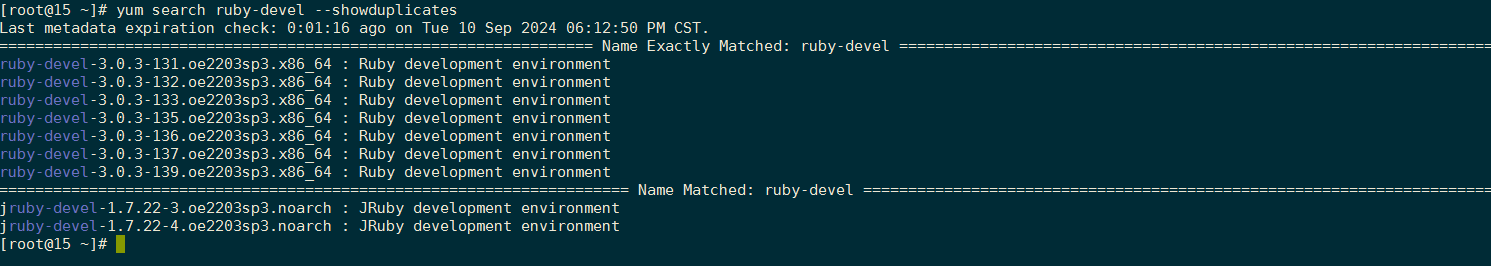 [root@15 ~]# yum search ruby-devel --showduplicates
Last metadata expiration check: 0:01:16 ago on Tue 10 Sep 2024 06:12:50 PM CST.
================================================================== Name Exactly Matched: ruby-devel ==================================================================
ruby-devel-3.0.3-131.oe2203sp3.x86_64 : Ruby development environment
ruby-devel-3.0.3-132.oe2203sp3.x86_64 : Ruby development environment
ruby-devel-3.0.3-133.oe2203sp3.x86_64 : Ruby development environment
ruby-devel-3.0.3-135.oe2203sp3.x86_64 : Ruby development environment
ruby-devel-3.0.3-136.oe2203sp3.x86_64 : Ruby development environment
ruby-devel-3.0.3-137.oe2203sp3.x86_64 : Ruby development environment
ruby-devel-3.0.3-139.oe2203sp3.x86_64 : Ruby development environment
====================================================================== Name Matched: ruby-devel ======================================================================
jruby-devel-1.7.22-3.oe2203sp3.noarch : JRuby development environment
jruby-devel-1.7.22-4.oe2203sp3.noarch : JRuby development environment
[root@15 ~]#